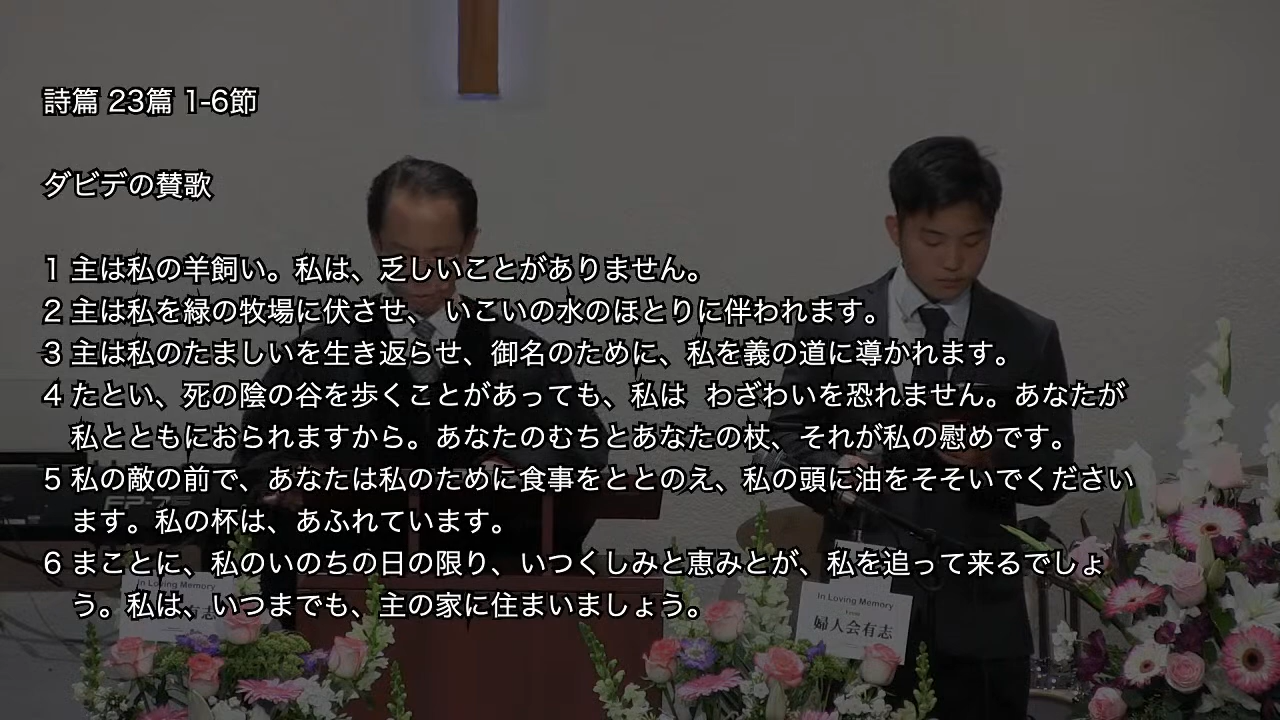 詩篇 23篇 1-6節
ダビデの賛歌
1 主は私の羊飼い。私は、乏しいことがありません。
2 主は私を緑の牧場に伏させ、 いこいの水のほとりに伴われます。
3 主は私のたましいを生き返らせ、御名のために、私を義の道に導かれます。
4 たとい、死の陰の谷を歩くことがあっても、私は わざわいを恐れません。あなたが
私とともにおられますから。あなたのむちとあなたの杖、それが私の慰めです。
5 私の敵の前で、あなたは私のために食事をととのえ、私の頭に油をそそいでください
ます。私の杯は、あふれています。
6 まことに、私のいのちの日の限り、いつくしみと恵みとが、私を追って来るでしょ
う。私は、いつまでも、主の家に住まいましょう。
In Loving Memory
有志
In Loving Memory
婦人会有志